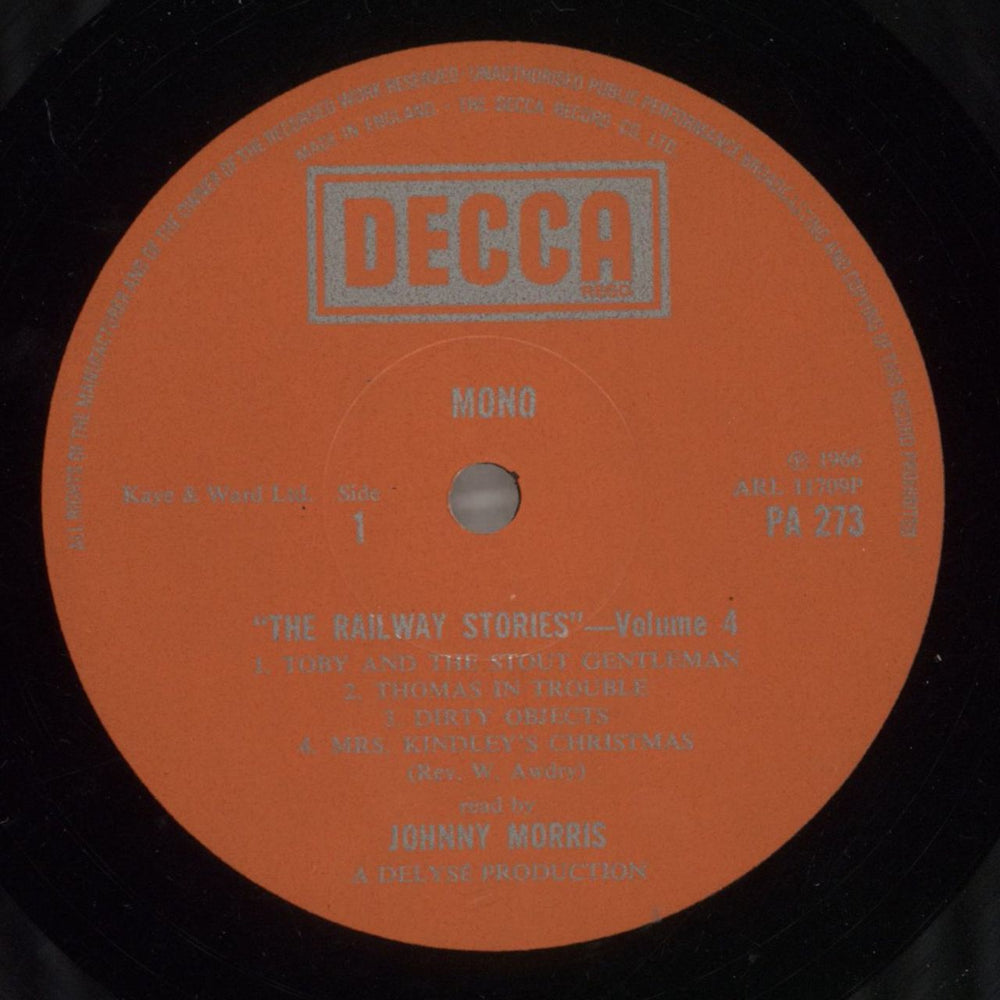 ALL RIGHTS OF THE MANUFACTURER AND OF THE OWNER OF THE RECORDED WORK RESERVED. UNAUTHORISED PUBLIC PERFORMANCE BROADCASTING AND COPYING OF THIS RECORD PROHIBITED
MADE IN ENGLAND. THE DECCA RECORD CO. LTD.
DECCA
REGD
MONO
℗ 1966
Kaye & Ward Ltd. Side
ARL 11709P
1
PA 273
"THE RAILWAY STORIES"—Volume 4
1. TOBY AND THE STOUT GENTLEMAN
2. THOMAS IN TROUBLE
3. DIRTY OBJECTS
4. MRS. KINDLEY'S CHRISTMAS
(Rev. W. Awdry)
read by
JOHNNY MORRIS
A DELYSÉ PRODUCTION